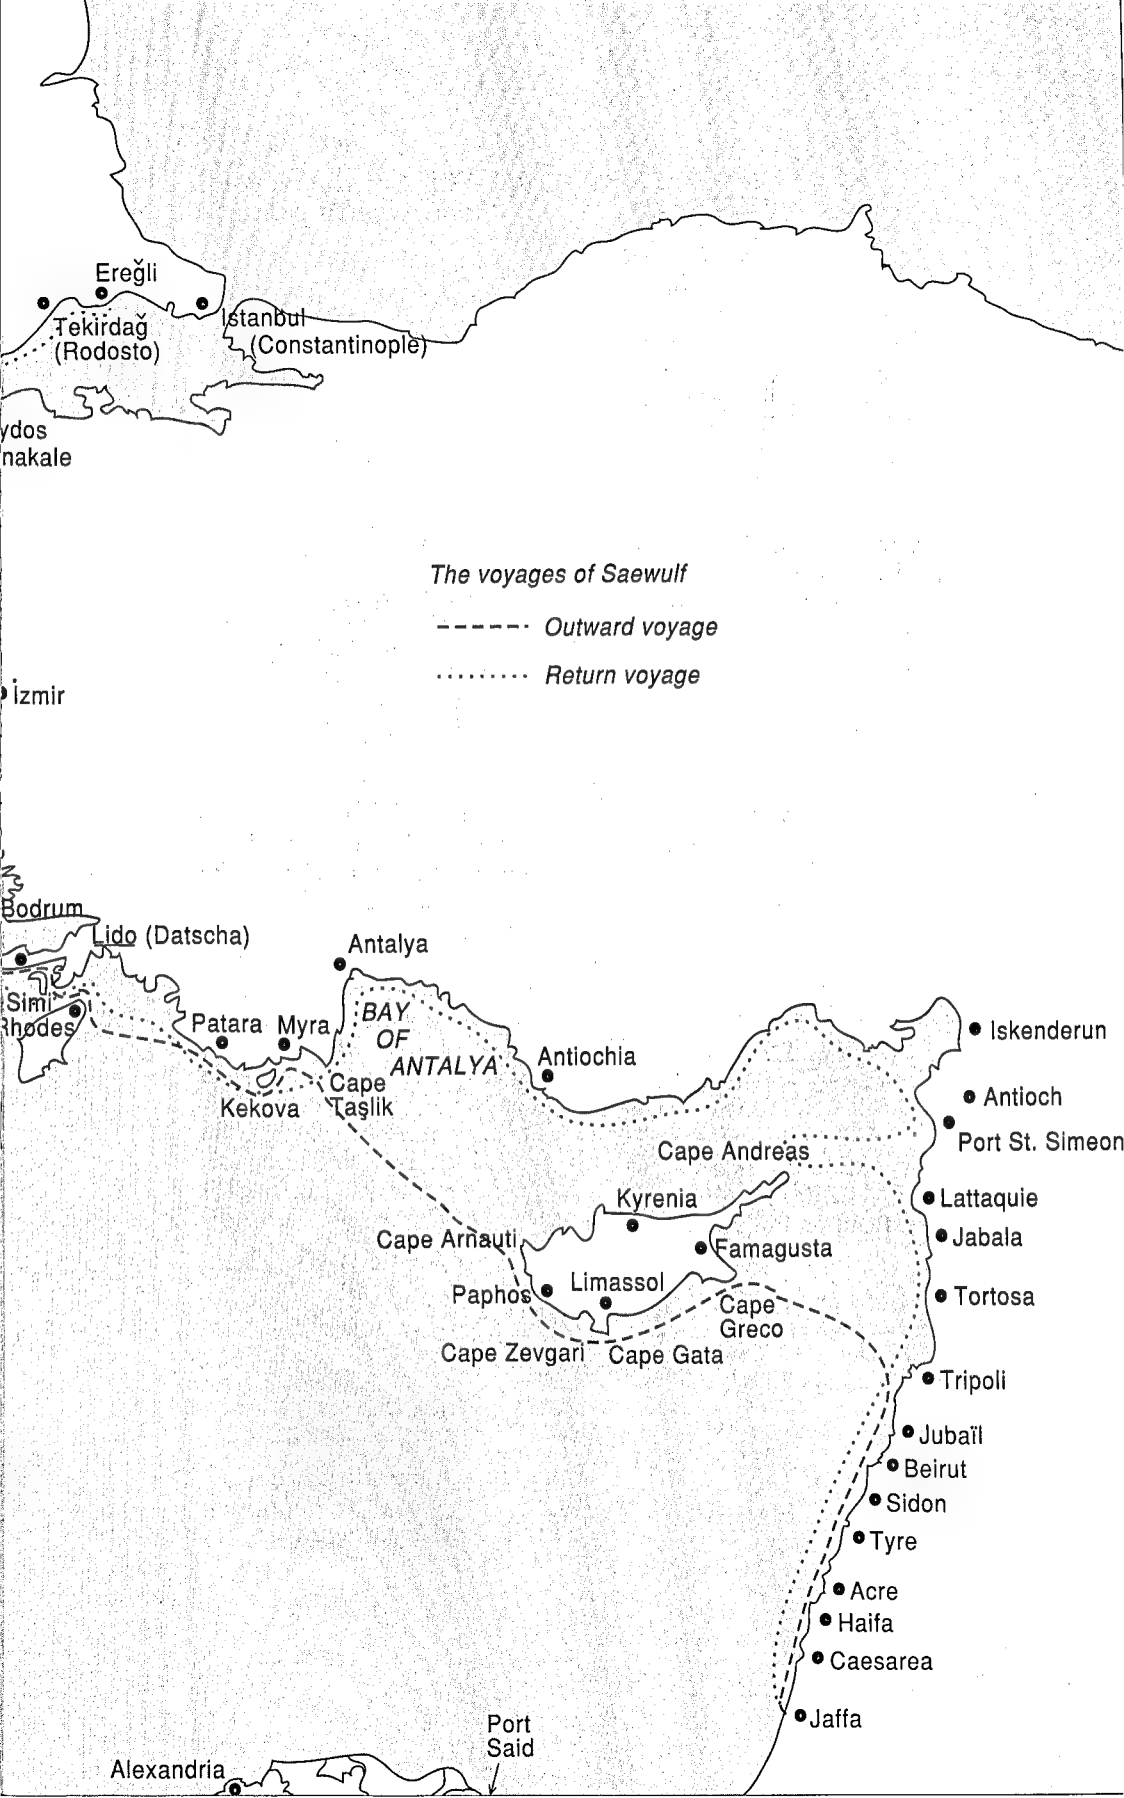 Ereğli
Tekirdağ
(Rodosto)
Istanbul
(Constantinople)
ydos
nakale
The voyages of Saewulf
Outward voyage
Return voyage
İzmir
Bodrum
Lido (Datscha)
Antalya
Simi
Rhodes
Patara
Myra
BAY
OF
ANTALYA
Antiochia
Iskenderun
Cape
Taşlik
Kekova
Antioch
Port St. Simeon
Cape Andreas
Kyrenia
Lattaquie
Cape Arnauti
Famagusta
Jabala
Paphos
Limassol
Tortosa
Cape
Greco
Cape Zevgari
Cape Gata
Tripoli
Jubaïl
Beirut
Sidon
Tyre
Acre
Haifa
Caesarea
Jaffa
Port
Said
Alexandria